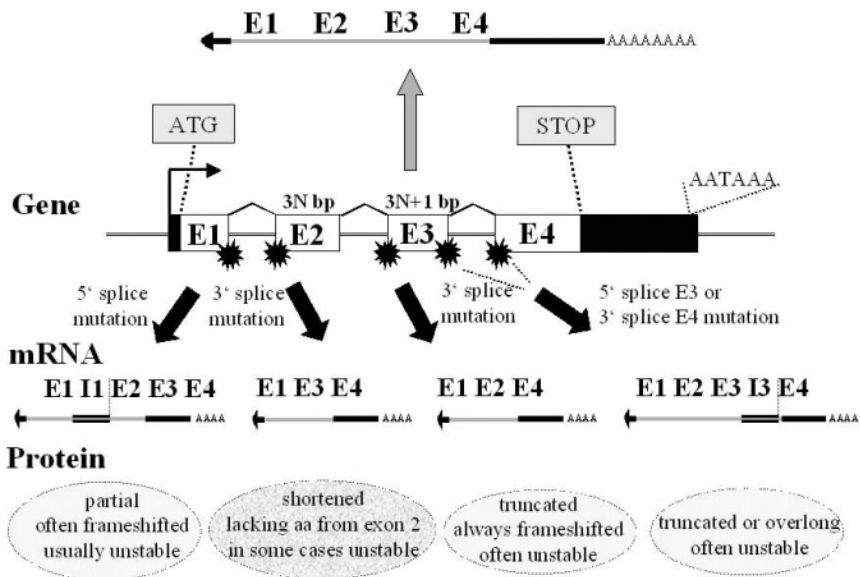 E1 E2 E3 E4
AAAAAAAA
ATG
STOP
AATAAA
Gene
3N bp
3N+1 bp
E1
E2
E3
E4
5‘ splice
mutation
3‘ splice
mutation
3‘ splice
mutation
5‘ splice E3 or
3‘ splice E4 mutation
mRNA
E1 I1 E2 E3 E4
AAAA
E1 E3 E4
AAAA
E1 E2 E4
AAAA
E1 E2 E3 I3 E4
AAAA
Protein
partial
often frameshifted
usually unstable
shortened
lacking aa from exon 2
in some cases unstable
truncated
always frameshifted
often unstable
truncated or overlong
often unstable